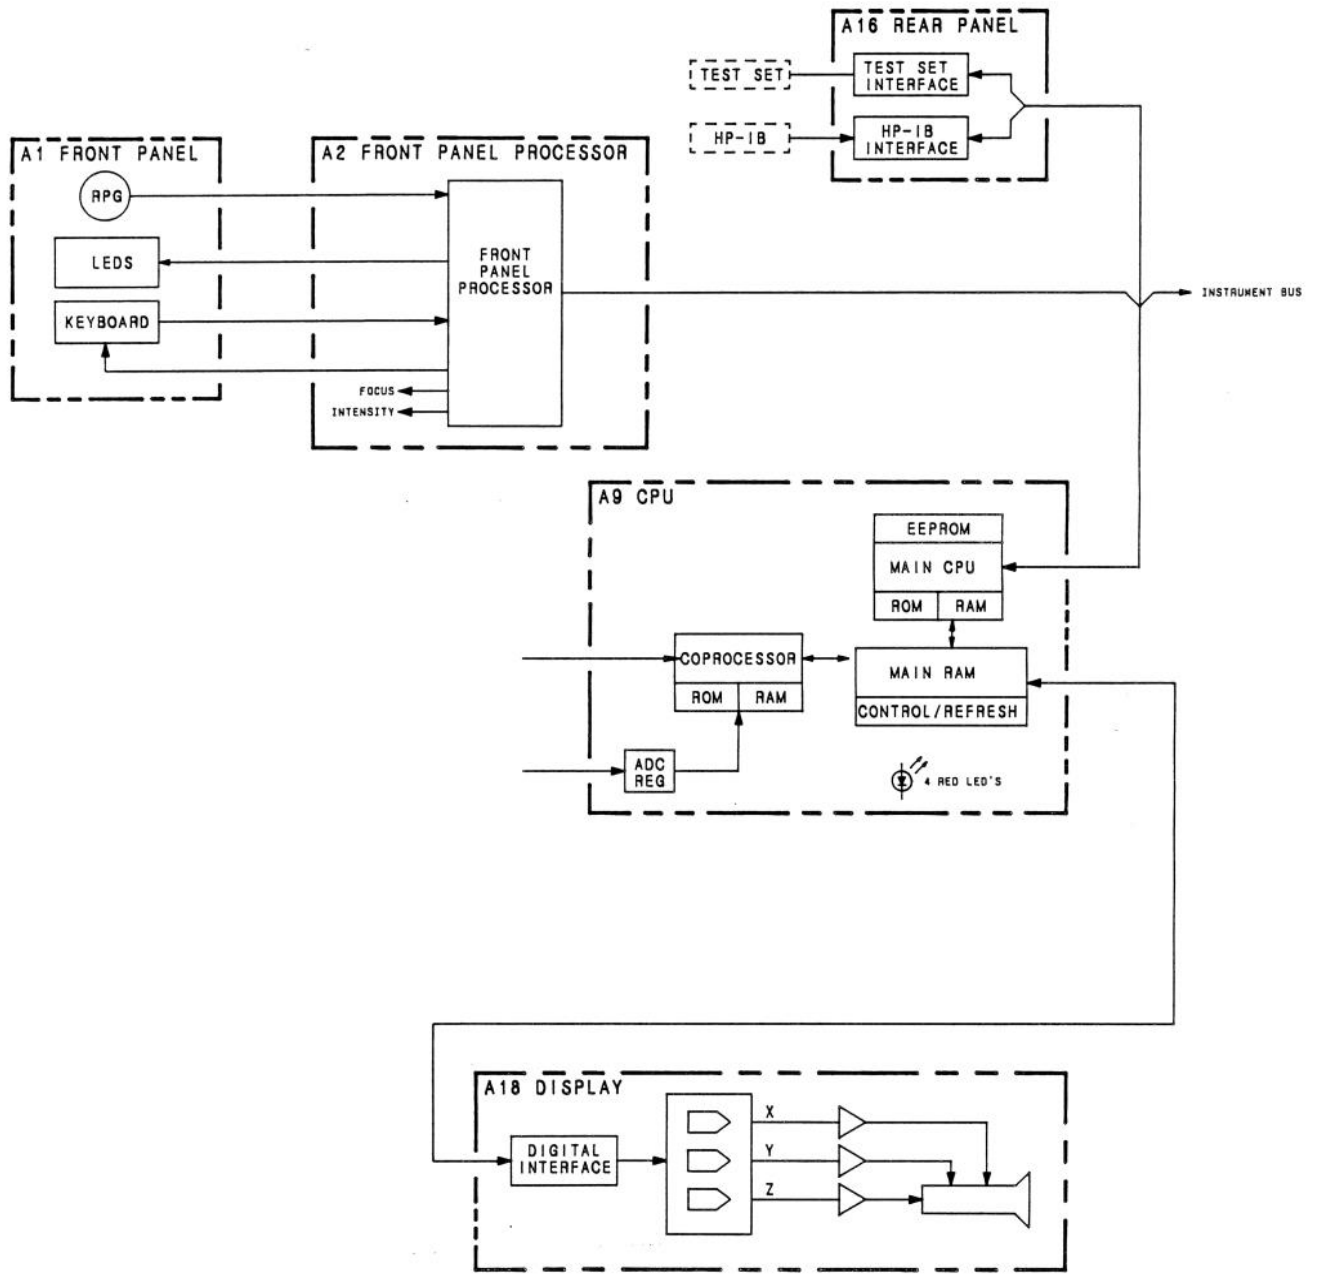 A16 REAR PANEL
TEST SET
TEST SET
INTERFACE
HP-IB
HP-IB
INTERFACE
A1 FRONT PANEL
RPG
LEDS
KEYBOARD
A2 FRONT PANEL PROCESSOR
FRONT
PANEL
PROCESSOR
FOCUS
INTENSITY
INSTRUMENT BUS
A9 CPU
EEPROM
MAIN CPU
ROM RAM
COPROCESSOR
ROM RAM
MAIN RAM
CONTROL/REFRESH
ADC
REG
4 RED LED'S
A18 DISPLAY
DIGITAL
INTERFACE
X
Y
Z